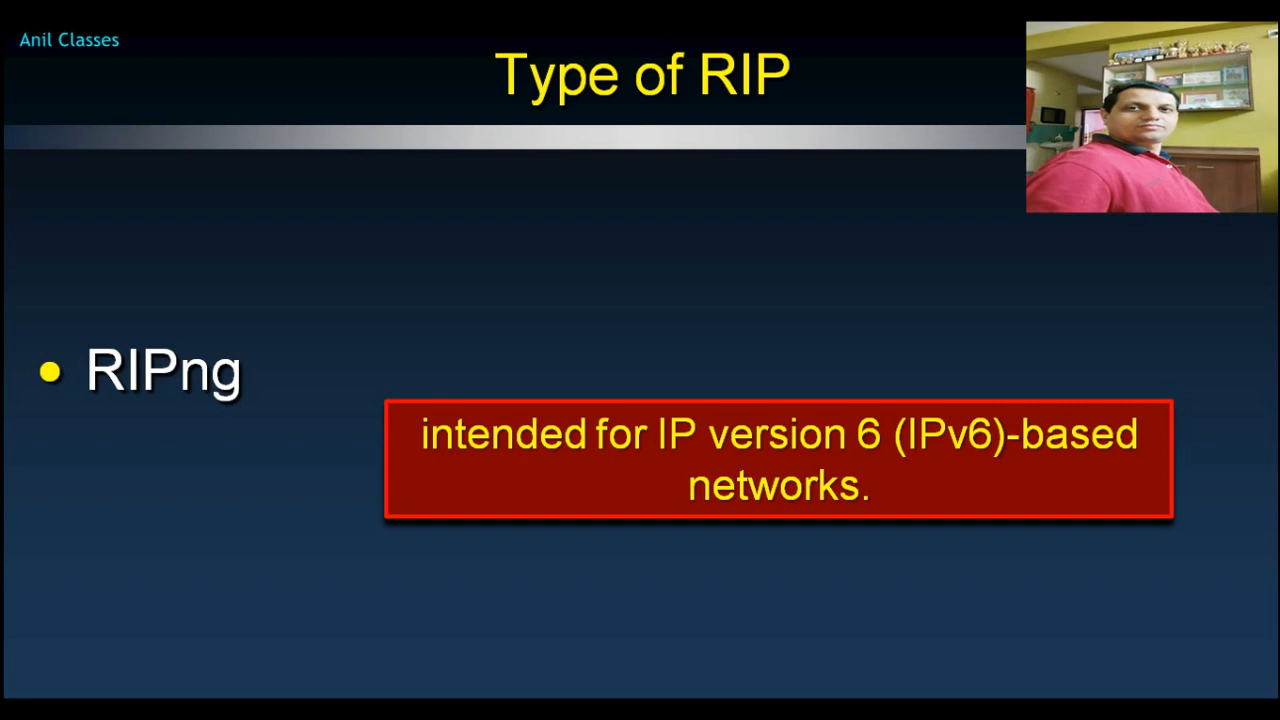 Anil Classes
Type of RIP
RIPng
intended for IP version 6 (IPv6)-based
networks.